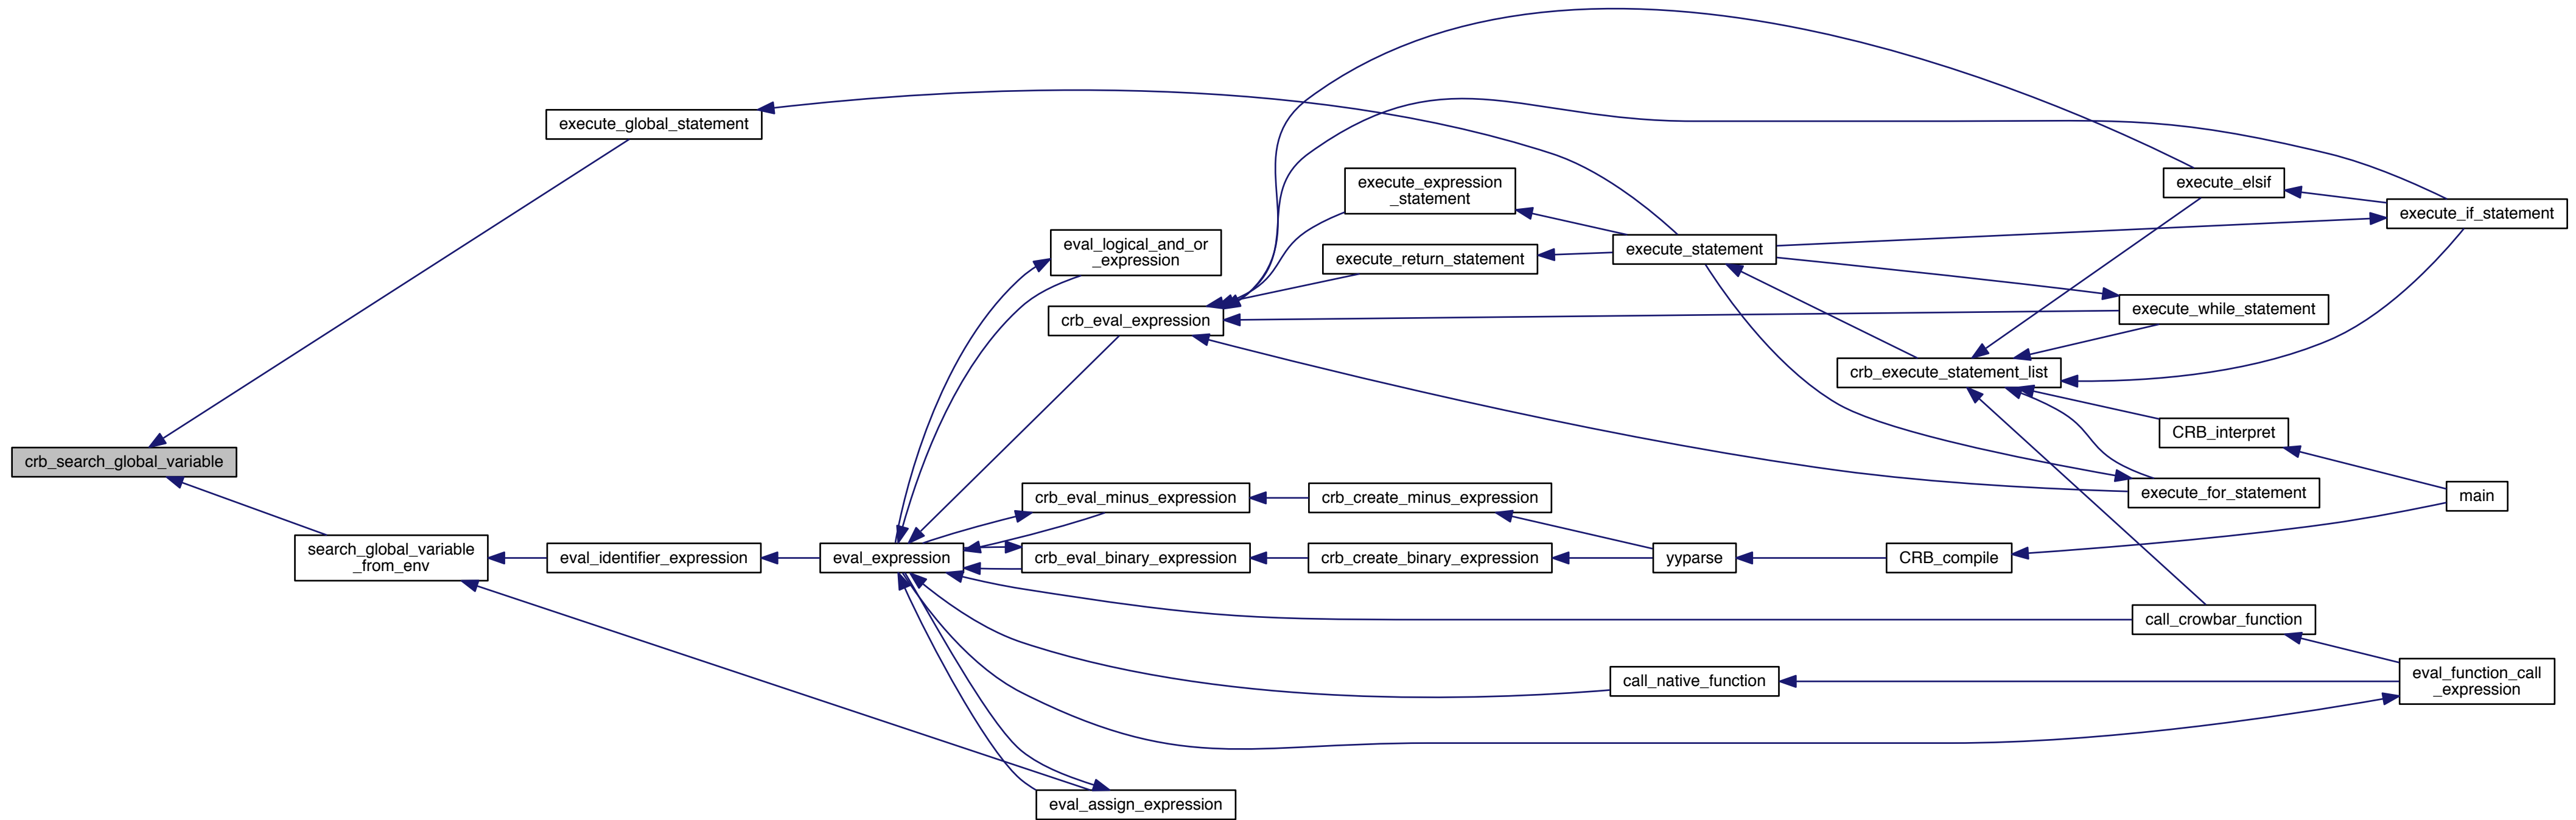 execute_global_statement
execute_expression
_statement
execute_elsif
execute_if_statement
eval_logical_and_or
_expression
execute_return_statement
execute_statement
crb_eval_expression
execute_while_statement
crb_execute_statement_list
CRB_interpret
crb_search_global_variable
crb_eval_minus_expression
crb_create_minus_expression
execute_for_statement
main
search_global_variable
_from_env
eval_identifier_expression
eval_expression
crb_eval_binary_expression
crb_create_binary_expression
yyparse
CRB_compile
call_crowbar_function
call_native_function
eval_function_call
_expression
eval_assign_expression